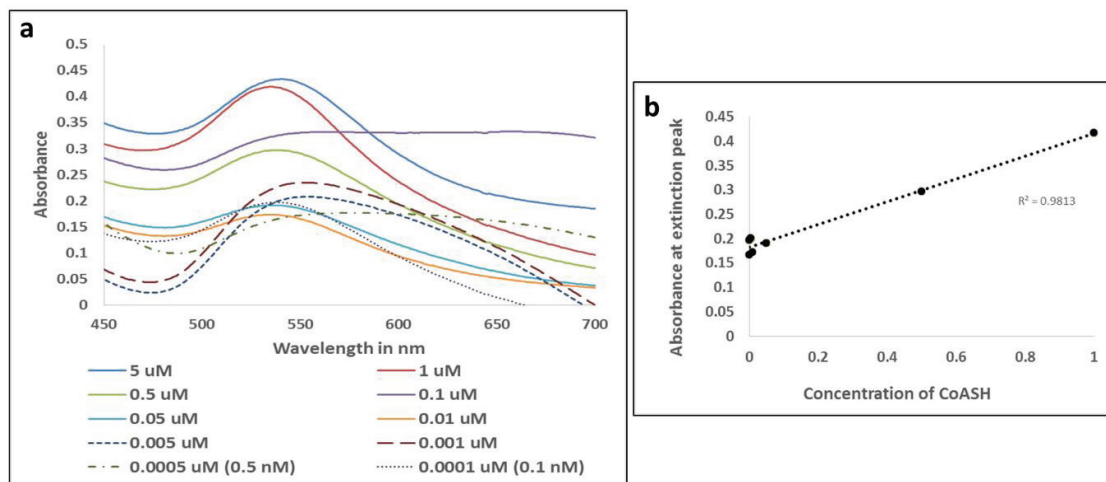 a
0.5
0.45
0.4
0.35
0.3
0.25
0.2
0.15
0.1
0.05
0
Absorbance
450 500 550 600 650 700
Wavelength in nm
5 uM 1 uM
0.5 uM 0.1 uM
0.05 uM 0.01 uM
0.005 uM 0.001 uM
0.0005 uM (0.5 nM) 0.0001 uM (0.1 nM)
b
0.45
0.4
0.35
0.3
0.25
0.2
0.15
0.1
0.05
0
Absorbance at extinction peak
R² = 0.9813
0 0.2 0.4 0.6 0.8 1
Concentration of CoASH